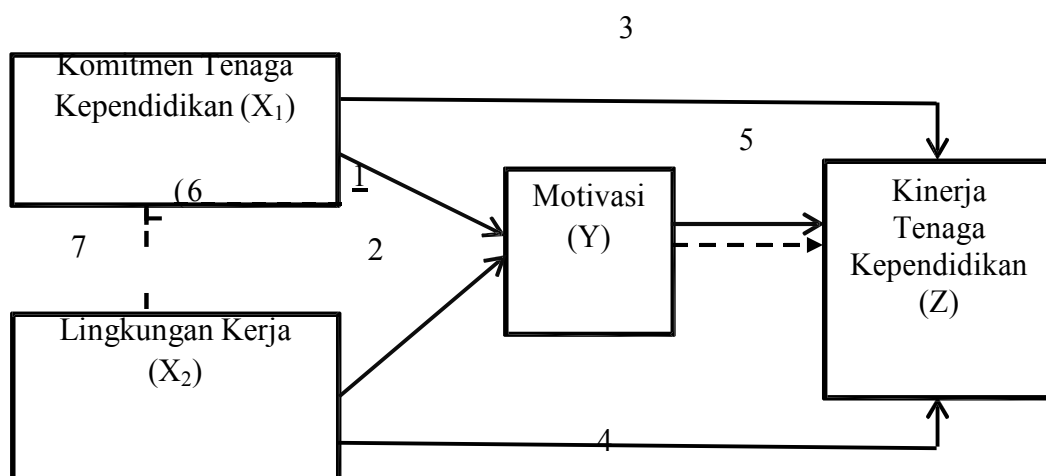 3
Komitmen Tenaga
Kependidikan (X₁)
5
1
(6
Motivasi
(Y)
Kinerja
Tenaga
Kependidikan
(Z)
7
2
Lingkungan Kerja
(X₂)
4